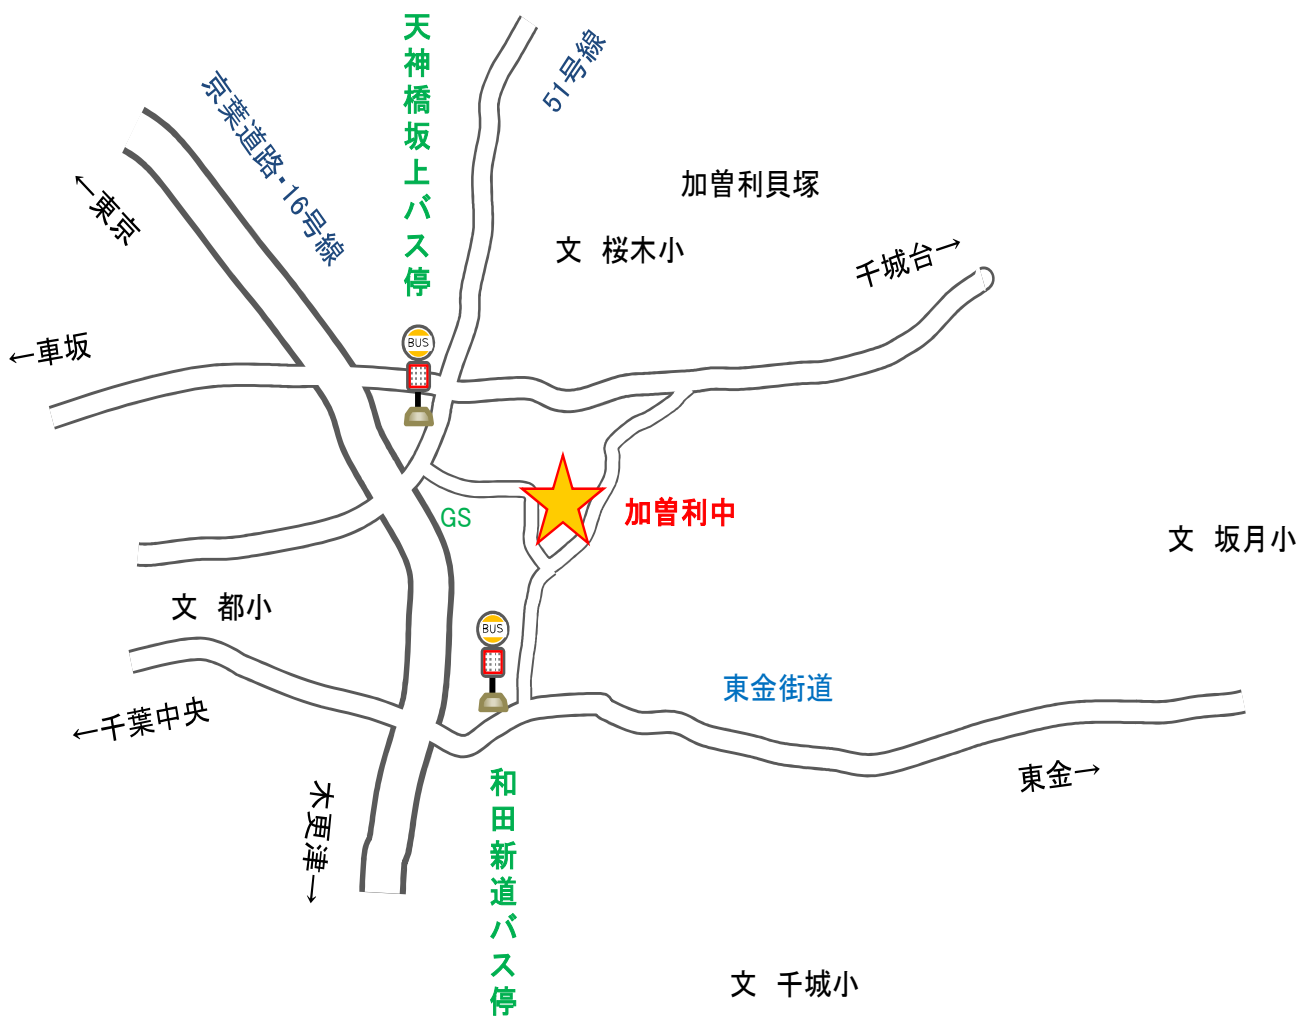 天神橋坂上バス停
51号線
京葉道路・16号線
←東京
加曽利貝塚
文　桜木小
千城台→
←車坂
BUS
加曽利中
GS
文　坂月小
文　都小
BUS
東金街道
←千葉中央
東金→
木更津→
和田新道バス停
文　千城小